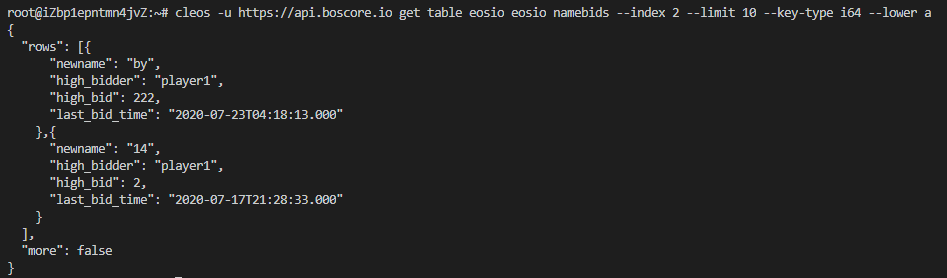 root@iZbp1epntmn4jvZ:~# cleos -u https://api.boscore.io get table eosio eosio namebids --index 2 --limit 10 --key-type i64 --lower a
{
  "rows": [{
      "newname": "by",
      "high_bidder": "player1",
      "high_bid": 222,
      "last_bid_time": "2020-07-23T04:18:13.000"
    },{
      "newname": "14",
      "high_bidder": "player1",
      "high_bid": 2,
      "last_bid_time": "2020-07-17T21:28:33.000"
    }
  ],
  "more": false
}